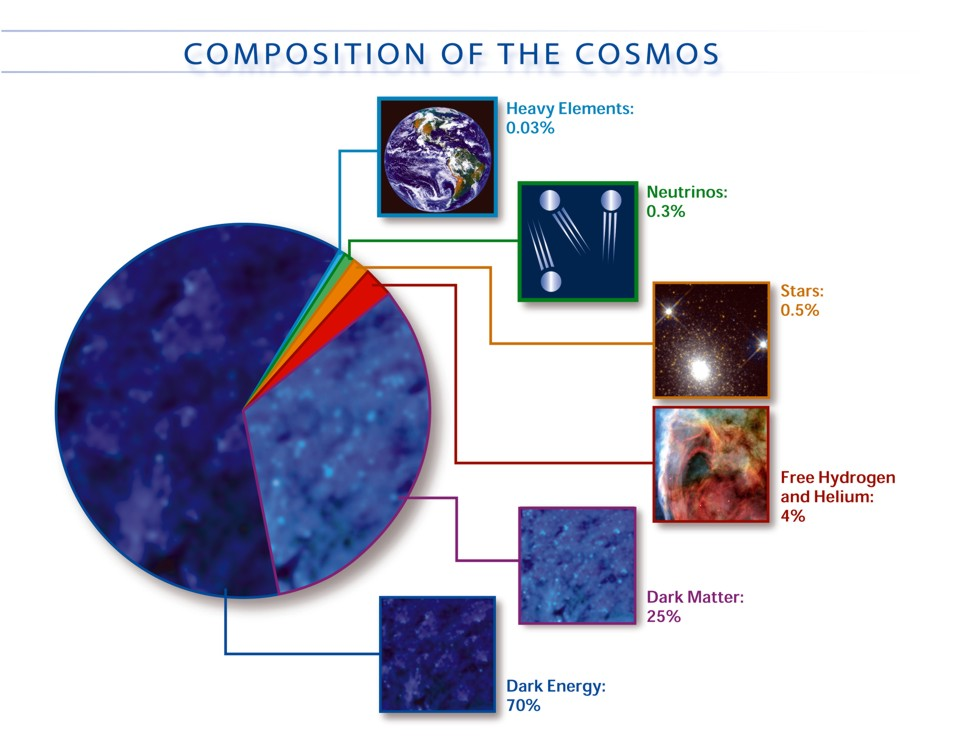 COMPOSITION OF THE COSMOS
Heavy Elements:
0.03%
Neutrinos:
0.3%
Stars:
0.5%
Free Hydrogen
and Helium:
4%
Dark Matter:
25%
Dark Energy:
70%